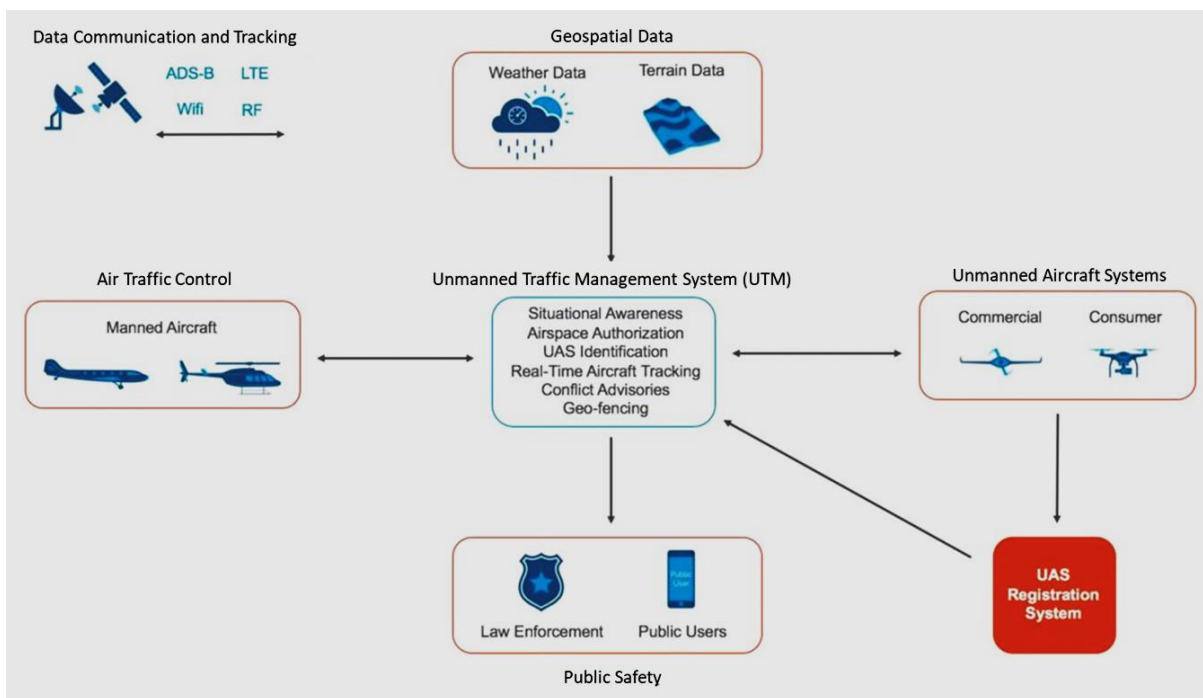 Data Communication and Tracking
ADS-B LTE
Wifi RF
Geospatial Data
Weather Data Terrain Data
Air Traffic Control
Manned Aircraft
Unmanned Traffic Management System (UTM)
Situational Awareness
Airspace Authorization
UAS Identification
Real-Time Aircraft Tracking
Conflict Advisories
Geo-fencing
Unmanned Aircraft Systems
Commercial Consumer
Public
User
Law Enforcement Public Users
Public Safety
UAS
Registration
System